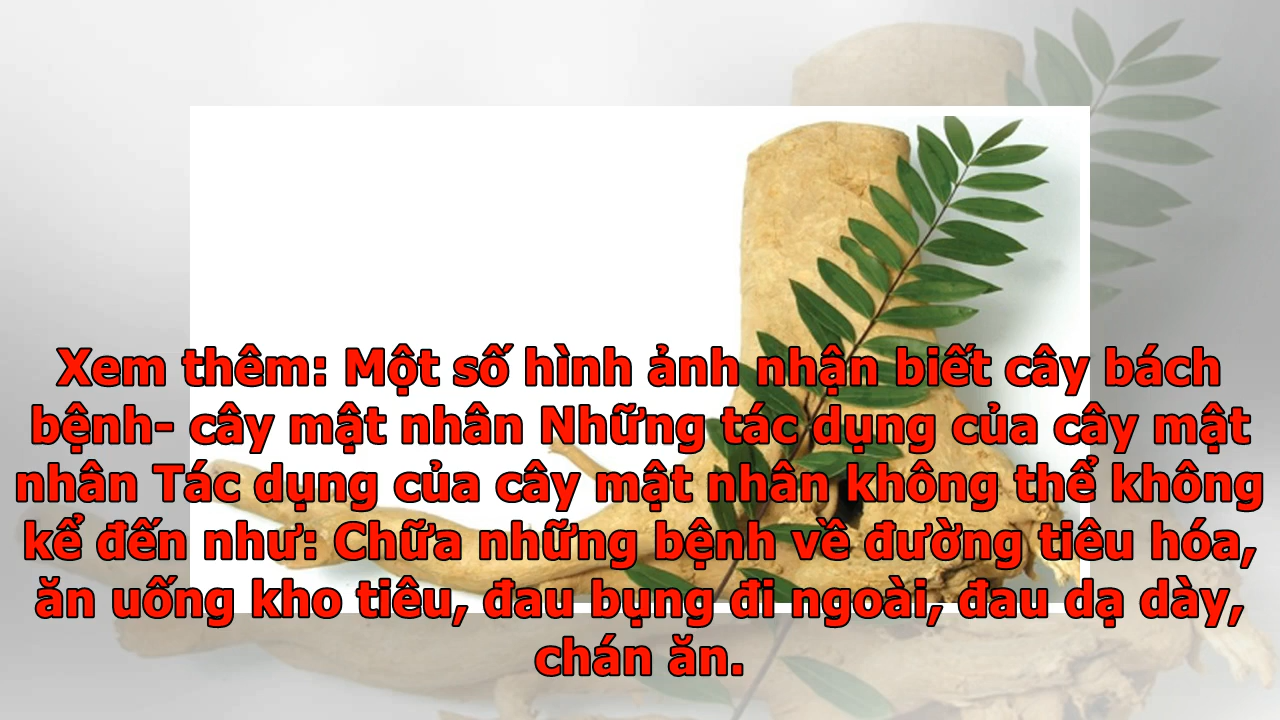 Xem thêm: Một số hình ảnh nhận biết cây bách
bệnh- cây mật nhân Những tác dụng của cây mật
nhân Tác dụng của cây mật nhân không thể không
kể đến như: Chữa những bệnh về đường tiêu hóa,
ăn uống kho tiêu, đau bụng đi ngoài, đau dạ dày,
chán ăn.